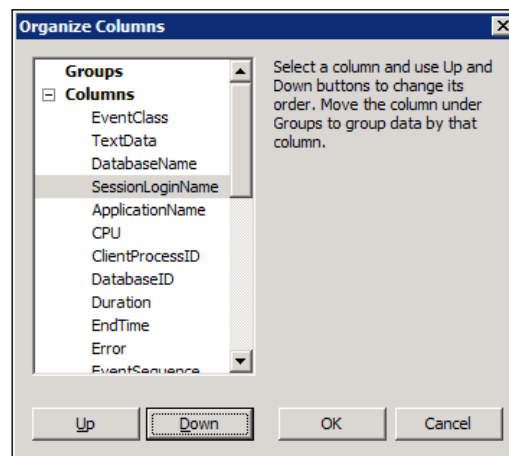 Organize Columns
Groups
Columns
EventClass
TextData
DatabaseName
SessionLoginName
ApplicationName
CPU
ClientProcessID
DatabaseID
Duration
EndTime
Error
EventSequence
Select a column and use Up and
Down buttons to change its
order. Move the column under
Groups to group data by that
column.
Up
Down
OK
Cancel